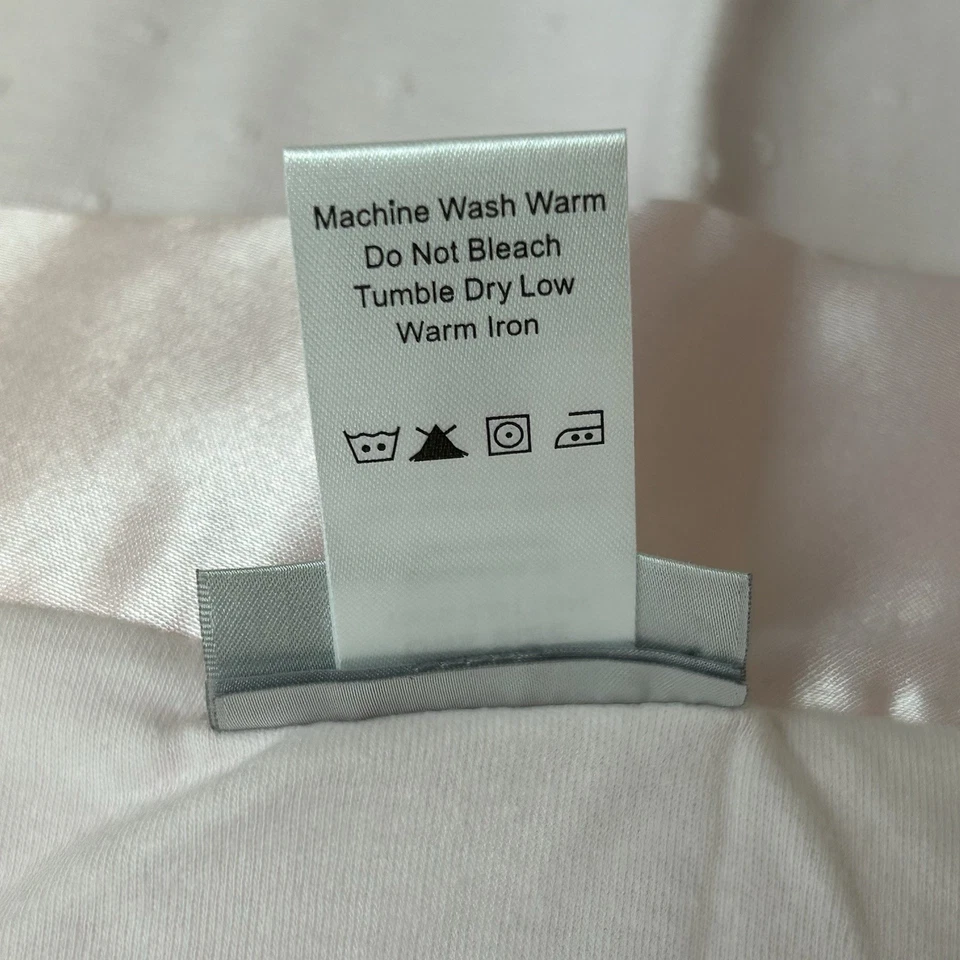 Machine Wash Warm
Do Not Bleach
Tumble Dry Low
Warm Iron